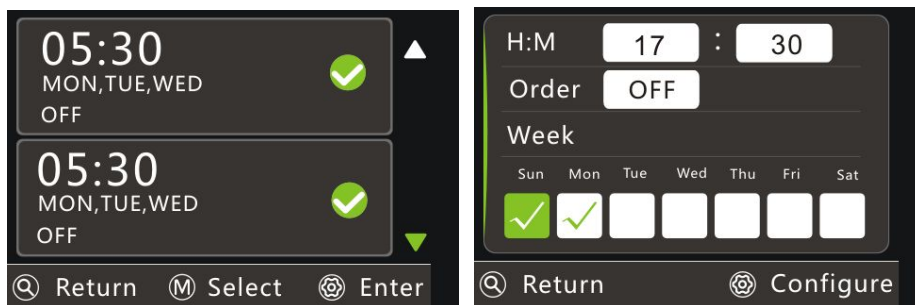 05:30
MON,TUE,WED
OFF
05:30
MON,TUE,WED
OFF
Return M Select Enter
H:M 17 : 30
Order OFF
Week
Sun Mon Tue Wed Thu Fri Sat
Return Configure